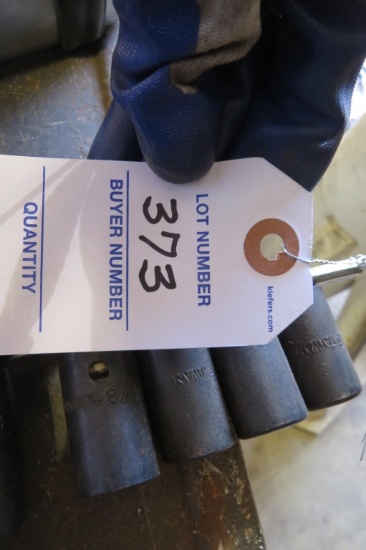 LOT NUMBER
373
BUYER NUMBER
QUANTITY
kiefers.com